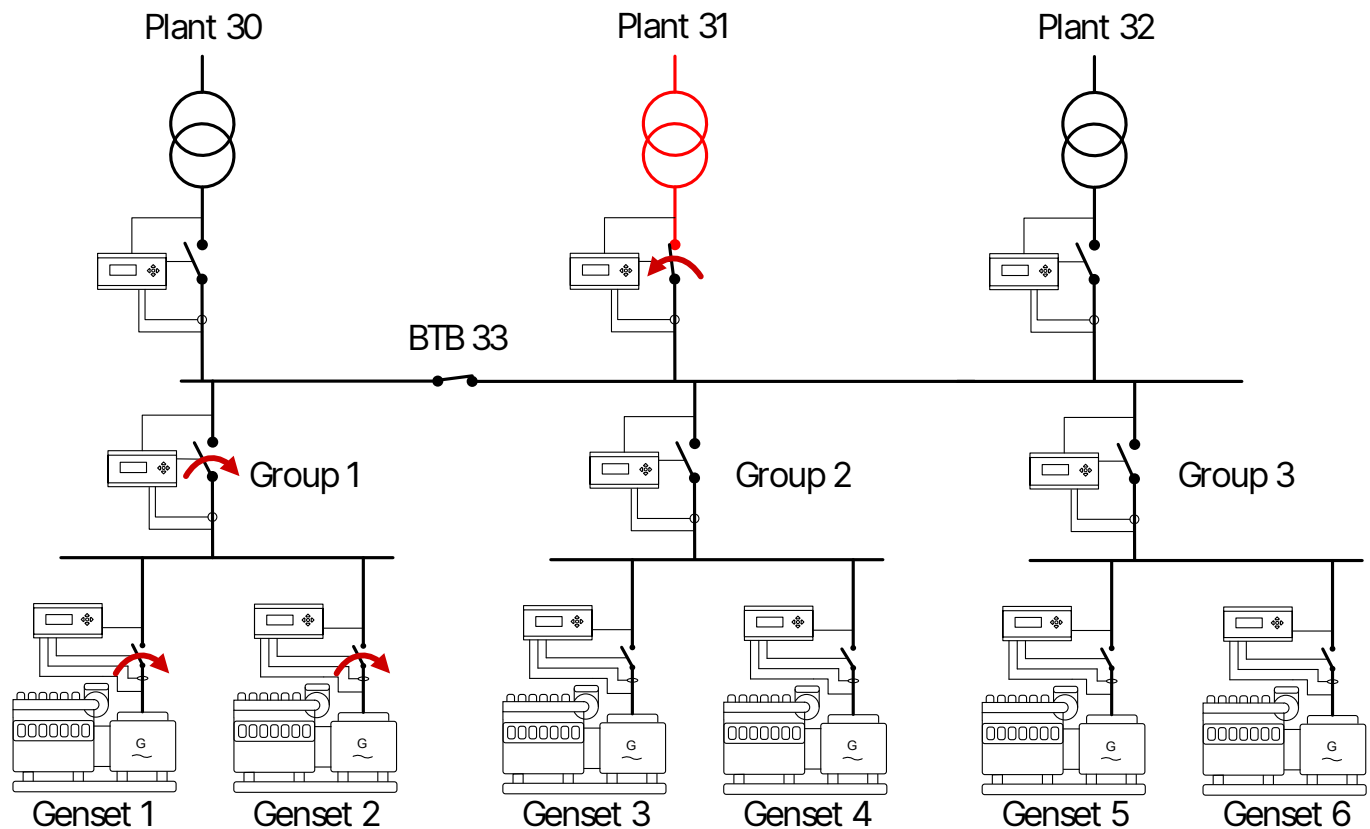 Plant 30
Plant 31
Plant 32
BTB 33
Group 1
Group 2
Group 3
G
G
G
G
G
G
Genset 1
Genset 2
Genset 3
Genset 4
Genset 5
Genset 6